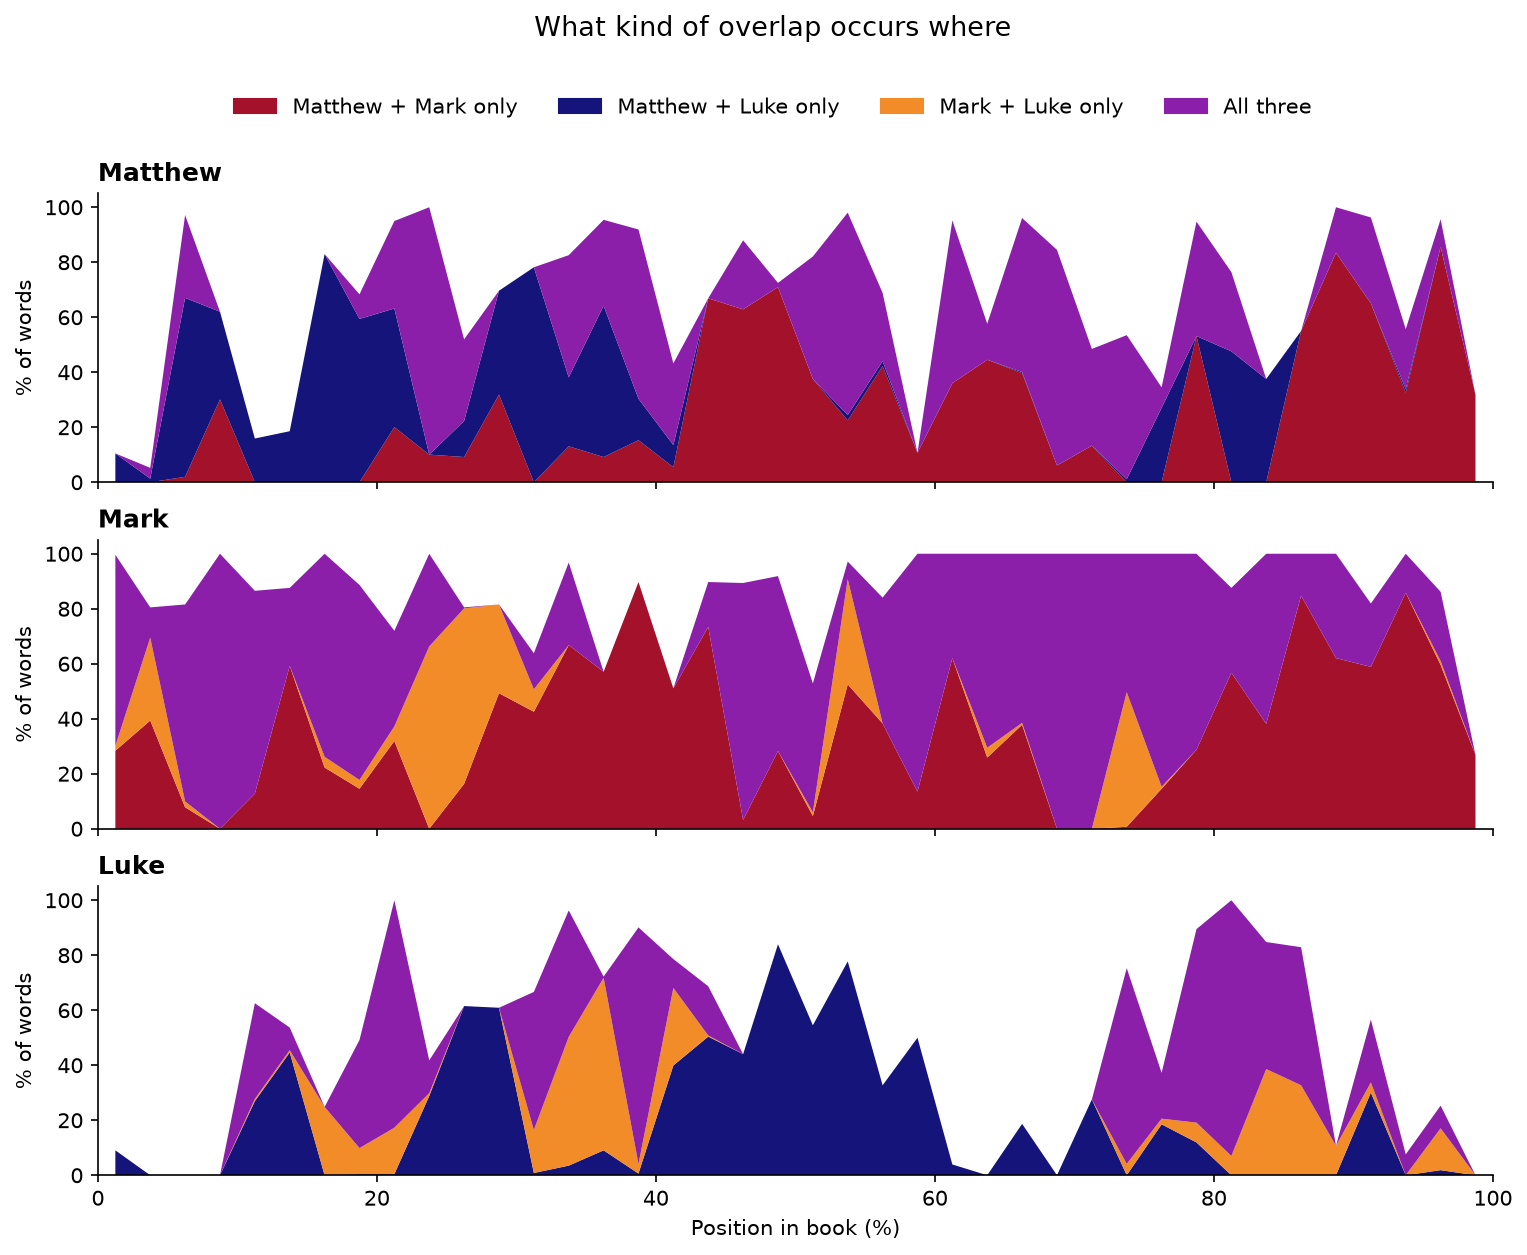 What kind of overlap occurs where
Matthew + Mark only Matthew + Luke only Mark + Luke only All three
Matthew
100
80
60
40
20
0
% of words
Mark
100
80
60
40
20
0
% of words
Luke
100
80
60
40
20
0
% of words
0 20 40 60 80 100
Position in book (%)